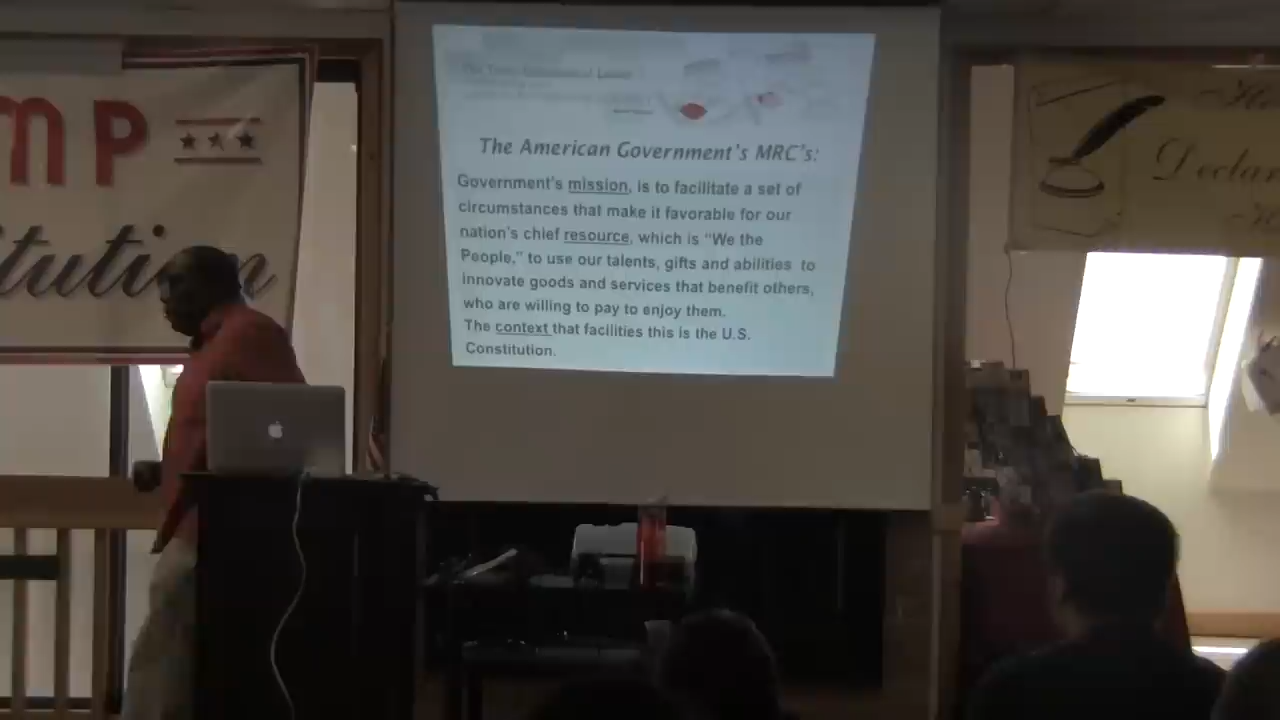 MP
The American Government's MRC's:
Government's mission, is to facilitate a set of
circumstances that make it favorable for our
nation's chief resource, which is "We the
People," to use our talents, gifts and abilities to
innovate goods and services that benefit others,
who are willing to pay to enjoy them.
The context that facilities this is the U.S.
Constitution.
Declar